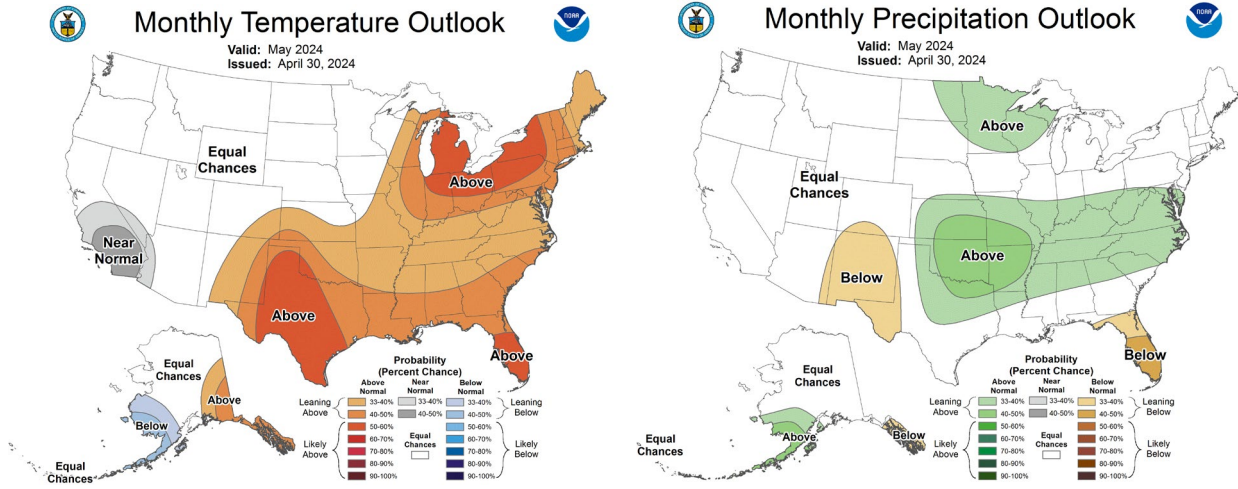 Monthly Temperature Outlook
NOAA
Valid: May 2024
Issued: April 30, 2024
Equal
Chances
Above
Near
Normal
Above
Above
Equal
Chances
Above
Below
Equal
Chances
Probability
(Percent Chance)
Above
Normal
Near
Normal
Below
Normal
Leaning
Above
33-40% 33-40% 33-40%
40-50% 40-50% 40-50%
Leaning
Below
Likely
Above
50-60% 50-60%
60-70% 60-70%
70-80% 70-80%
80-90% 80-90%
90-100% 90-100%
Equal
Chances
Likely
Below
Monthly Precipitation Outlook
NOAA
Valid: May 2024
Issued: April 30, 2024
Above
Equal
Chances
Below
Above
Below
Equal
Chances
Above
Below
Equal
Chances
Probability
(Percent Chance)
Above
Normal
Near
Normal
Below
Normal
Leaning
Above
33-40% 33-40% 33-40%
40-50% 40-50% 40-50%
Leaning
Below
Likely
Above
50-60% 50-60%
60-70% 60-70%
70-80% 70-80%
80-90% 80-90%
90-100% 90-100%
Equal
Chances
Likely
Below